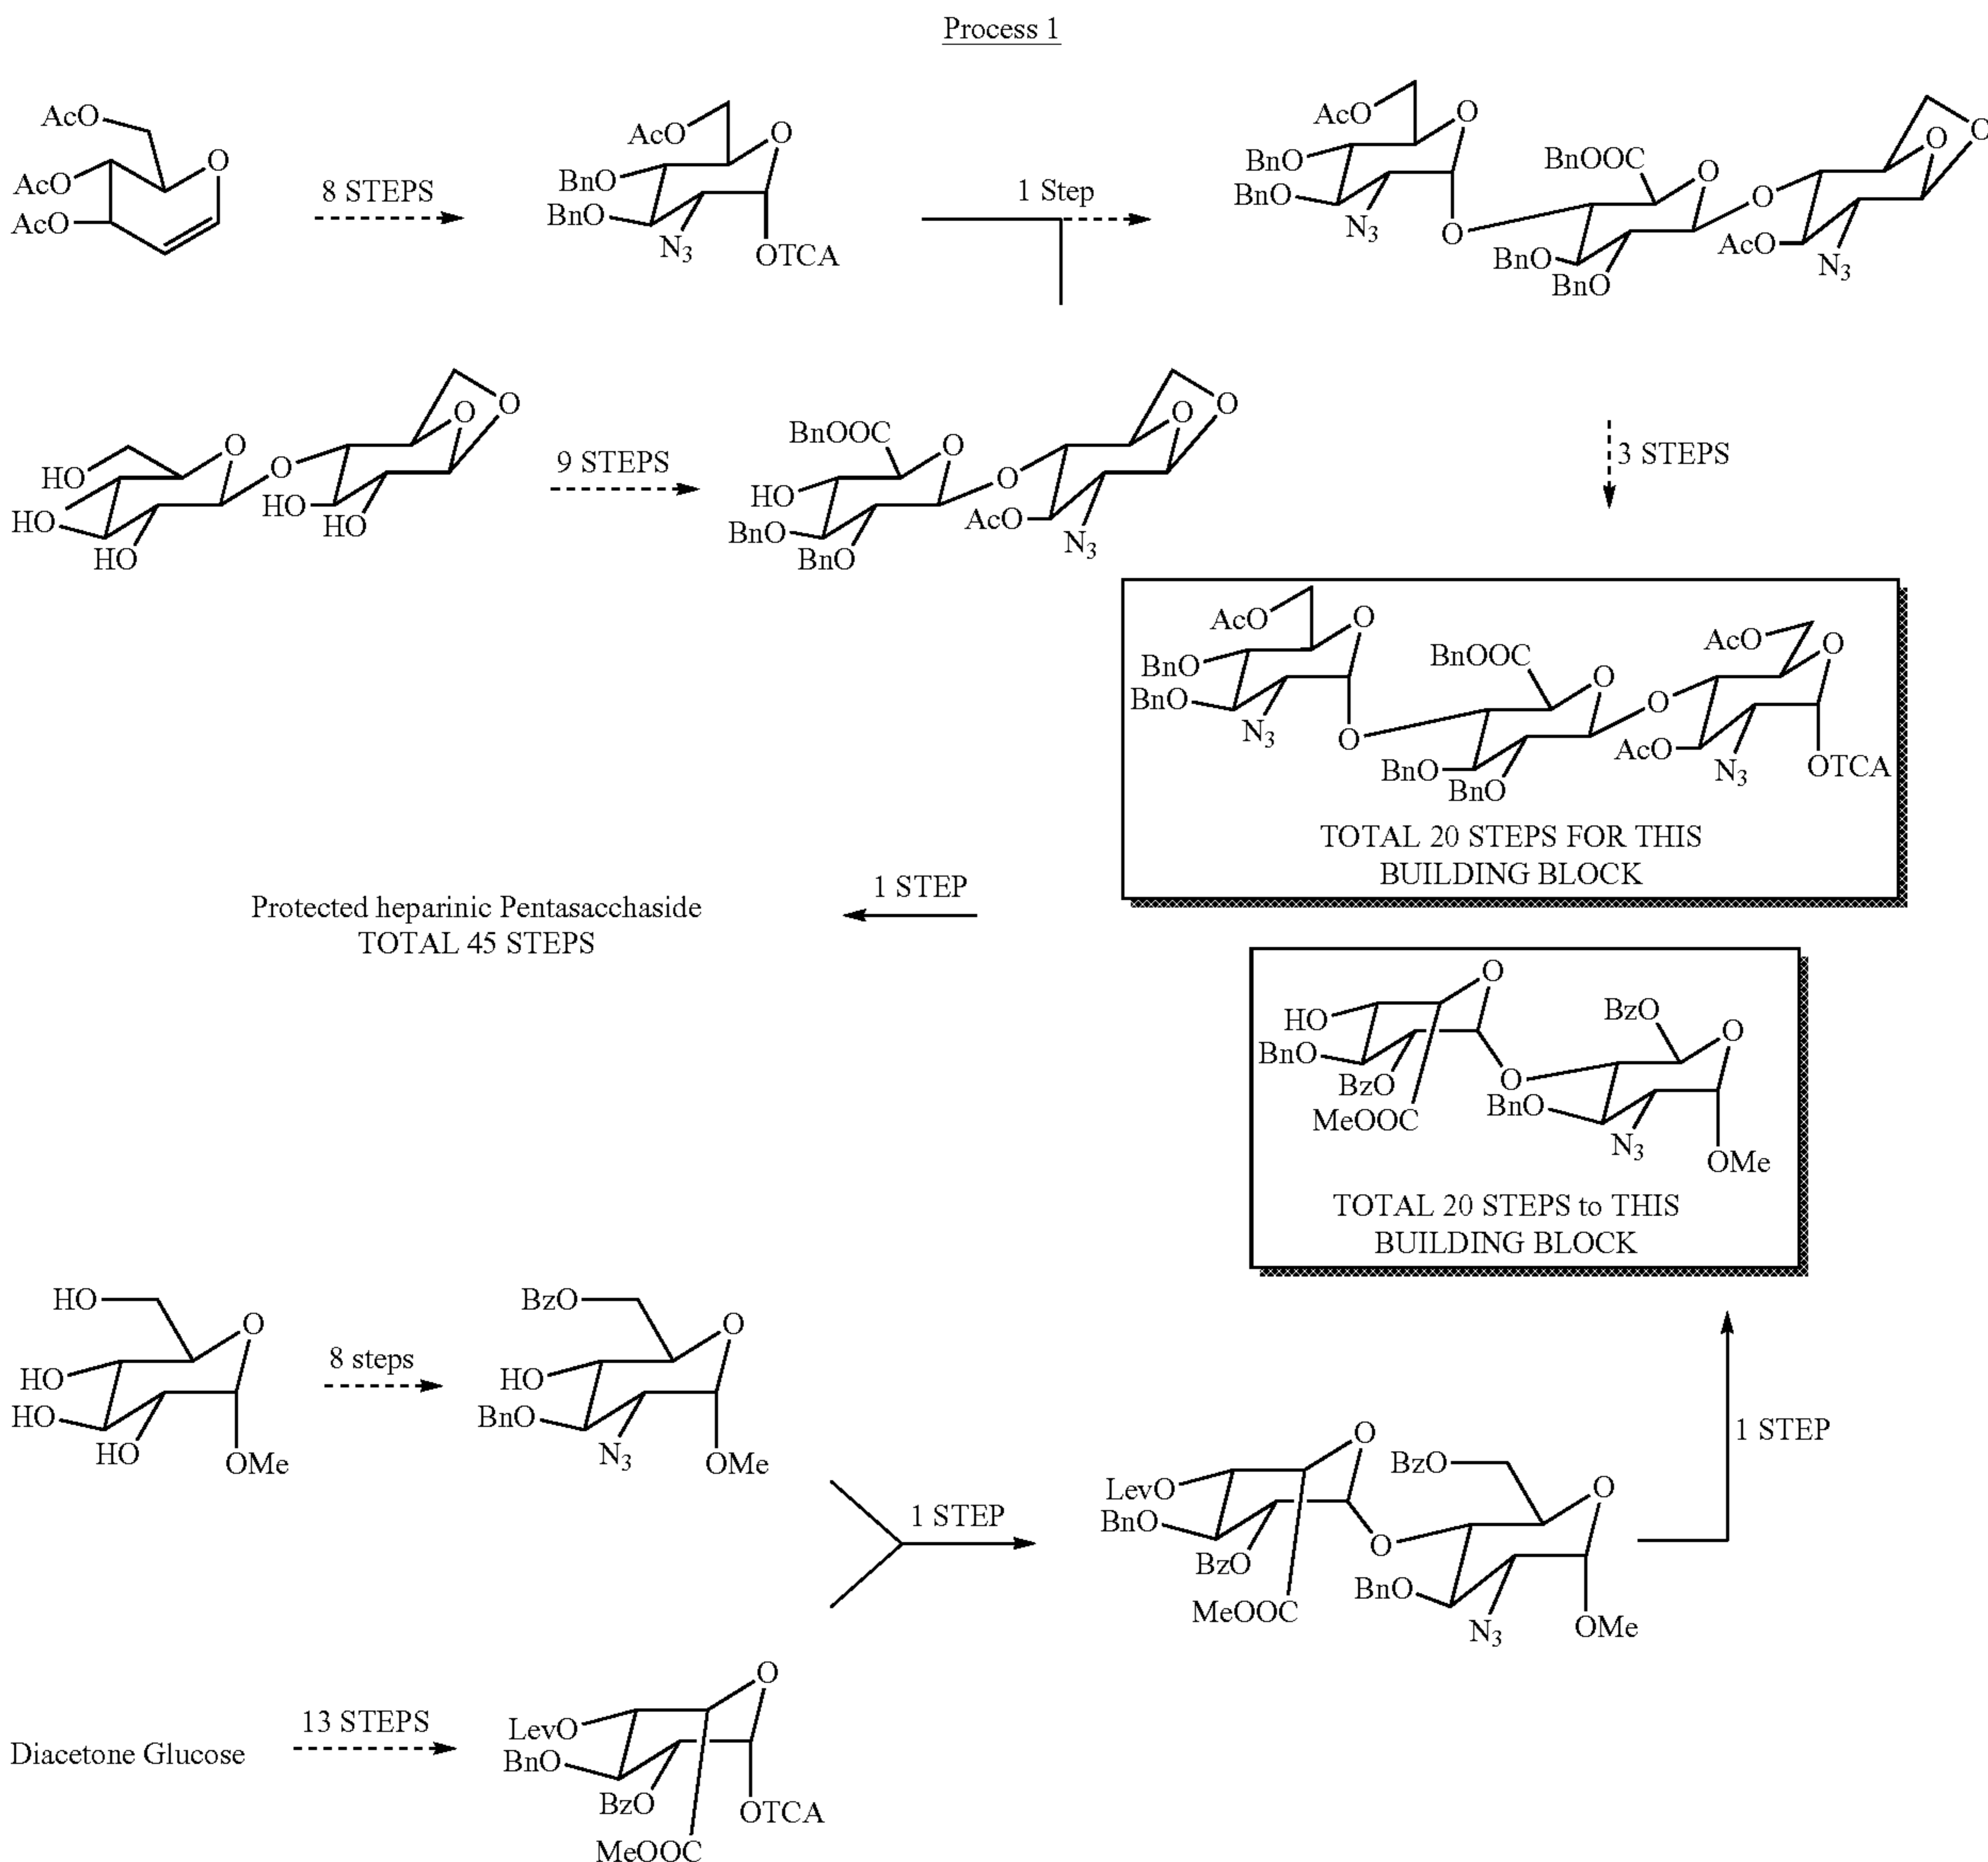 Process 1
AcO
AcO
AcO
O
8 STEPS
AcO
O
BnO
BnO
N3
OTCA
1 Step
AcO
O
BnO
BnO
N3
O
BnOOC
O
BnO
BnO
O
O
O
AcO
N3
HO
HO
HO
HO
O
O
O
O
HO
HO
9 STEPS
BnOOC
O
HO
BnO
BnO
O
O
O
AcO
N3
3 STEPS
AcO
O
BnO
BnO
N3
O
BnOOC
O
BnO
BnO
O
AcO
O
AcO
N3
OTCA
TOTAL 20 STEPS FOR THIS
BUILDING BLOCK
1 STEP
Protected heparinic Pentasacchaside
TOTAL 45 STEPS
O
HO
BnO
BzO
MeOOC
O
BzO
O
BnO
N3
OMe
TOTAL 20 STEPS to THIS
BUILDING BLOCK
HO
O
HO
HO
HO
OMe
8 steps
BzO
O
HO
BnO
N3
OMe
1 STEP
O
LevO
BnO
BzO
MeOOC
O
BzO
O
BnO
N3
OMe
1 STEP
Diacetone Glucose
13 STEPS
O
LevO
BnO
BzO
OTCA
MeOOC